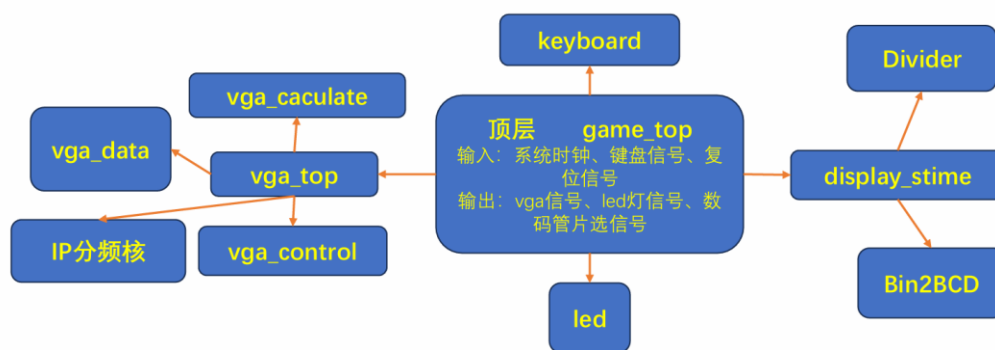 keyboard
Divider
vga_caculate
vga_data
顶层 game_top
输入：系统时钟、键盘信号、复
位信号
输出：vga信号、led灯信号、数
码管片选信号
vga_top
display_stime
IP分频核
vga_control
Bin2BCD
led